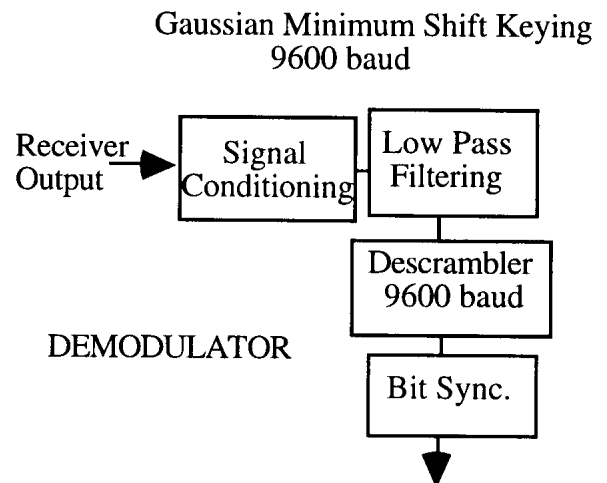 Gaussian Minimum Shift Keying
9600 baud
Receiver
Output
Signal
Conditioning
Low Pass
Filtering
Descrambler
9600 baud
DEMODULATOR
Bit Sync.